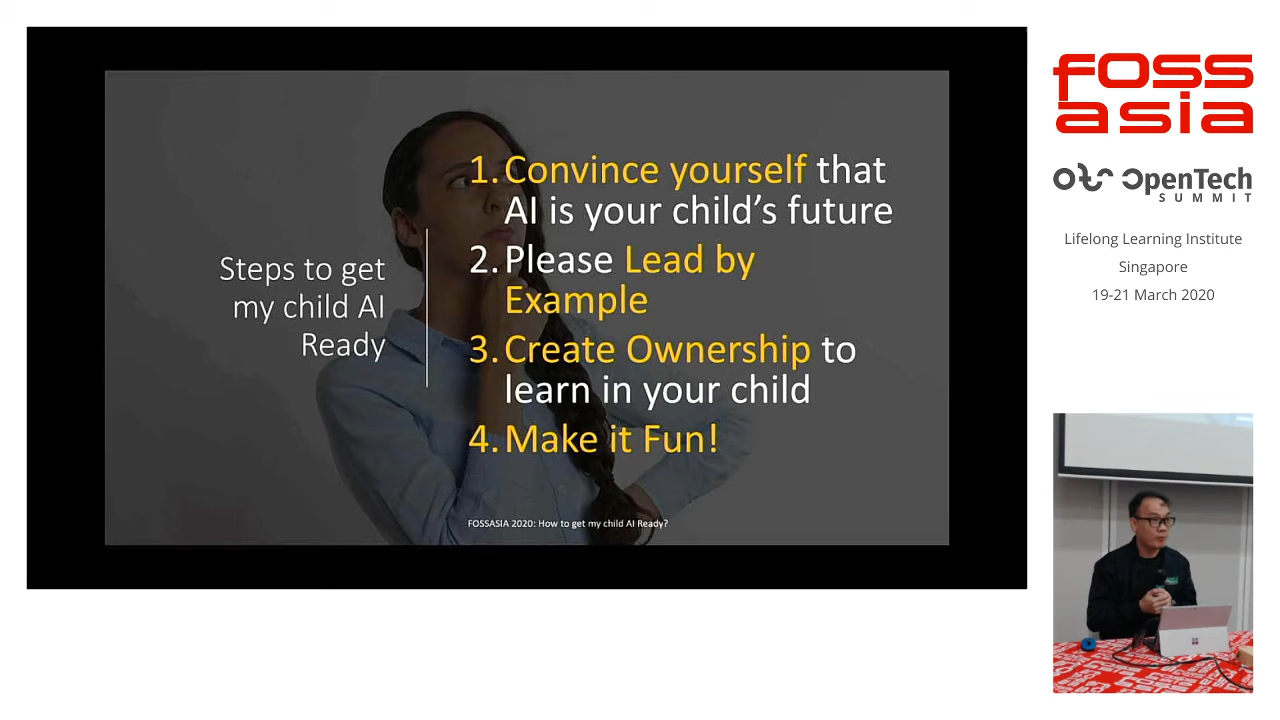 Steps to get
my child AI
Ready
1. Convince yourself that
AI is your child’s future
2. Please Lead by
Example
3. Create Ownership to
learn in your child
4. Make it Fun!
FOSSASIA 2020: How to get my child AI Ready?
foss
asia
ots OpenTech
SUMMIT
Lifelong Learning Institute
Singapore
19-21 March 2020